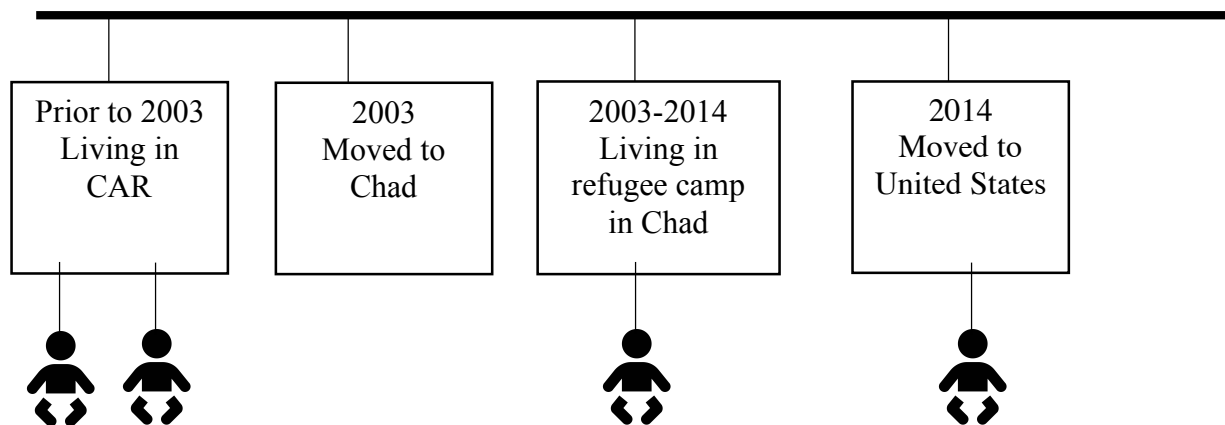 Prior to 2003
Living in
CAR
2003
Moved to
Chad
2003-2014
Living in
refugee camp
in Chad
2014
Moved to
United States